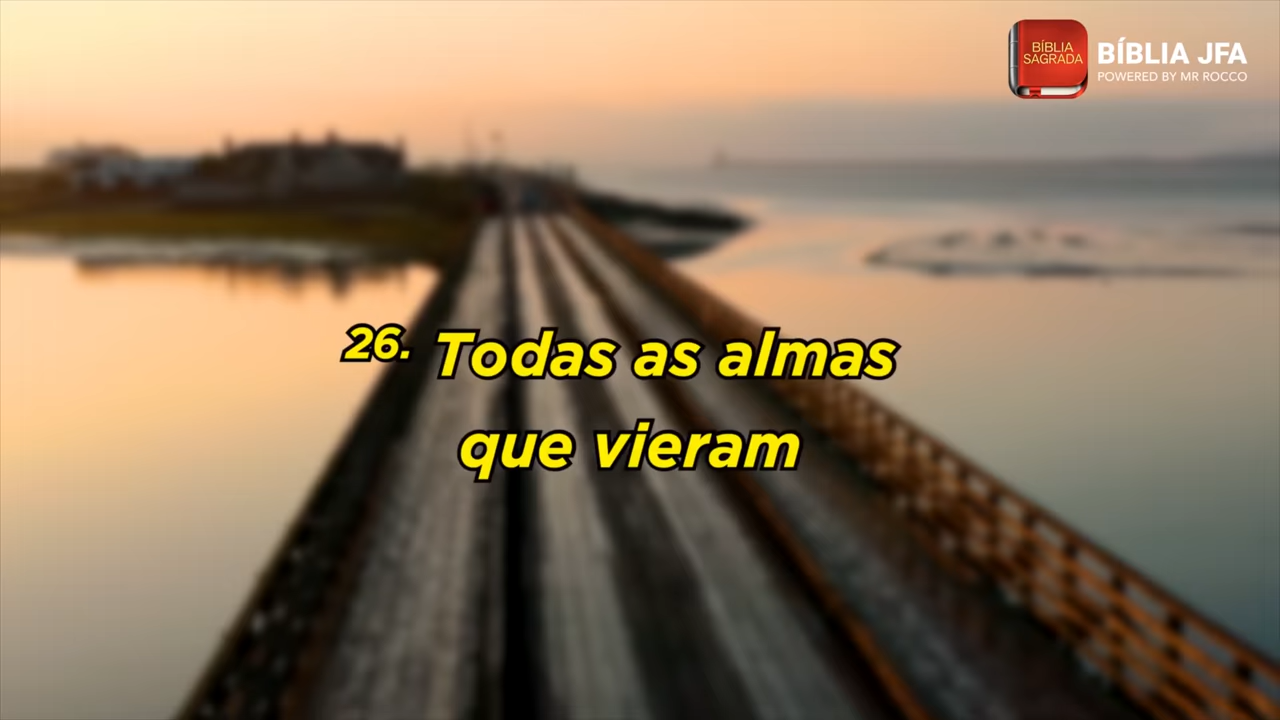 BÍBLIA
SAGRADA
BÍBLIA JFA
POWERED BY MR ROCCO
26. Todas as almas
que vieram